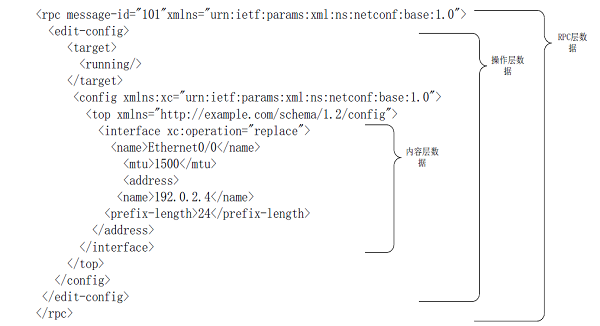 <rpc message-id="101"xmlns="urn:ietf:params:xml:ns:netconf:base:1.0">
<edit-config>
<target>
<running/>
</target>
<config xmlns:xc="urn:ietf:params:xml:ns:netconf:base:1.0">
<top xmlns="http://example.com/schema/1.2/config">
<interface xc:operation="replace">
<name>Ethernet0/0</name>
<mtu>1500</mtu>
<address>
<name>192.0.2.4</name>
<prefix-length>24</prefix-length>
</address>
</interface>
</top>
</config>
</edit-config>
</rpc>
内容层数
据
操作层数
据
RPC层数
据